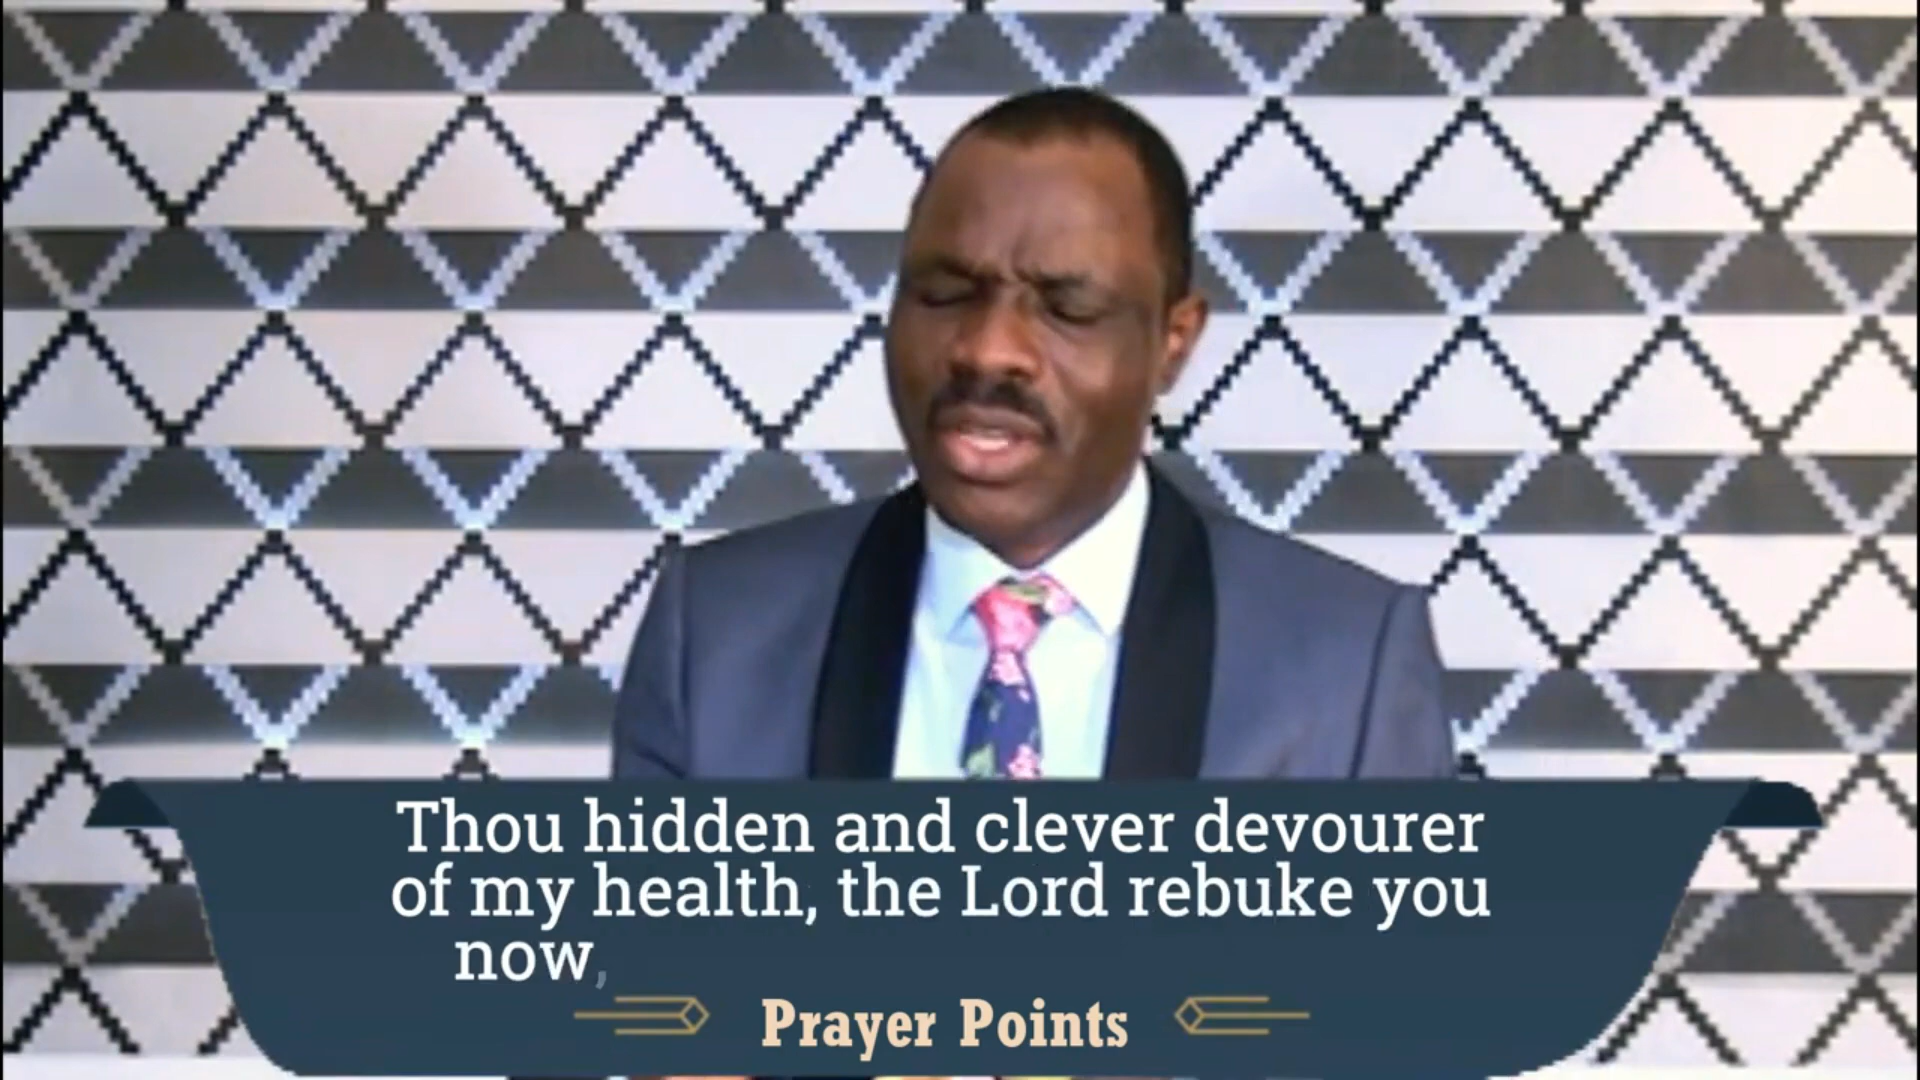 Thou hidden and clever devourer
of my health, the Lord rebuke you
now,
Prayer Points